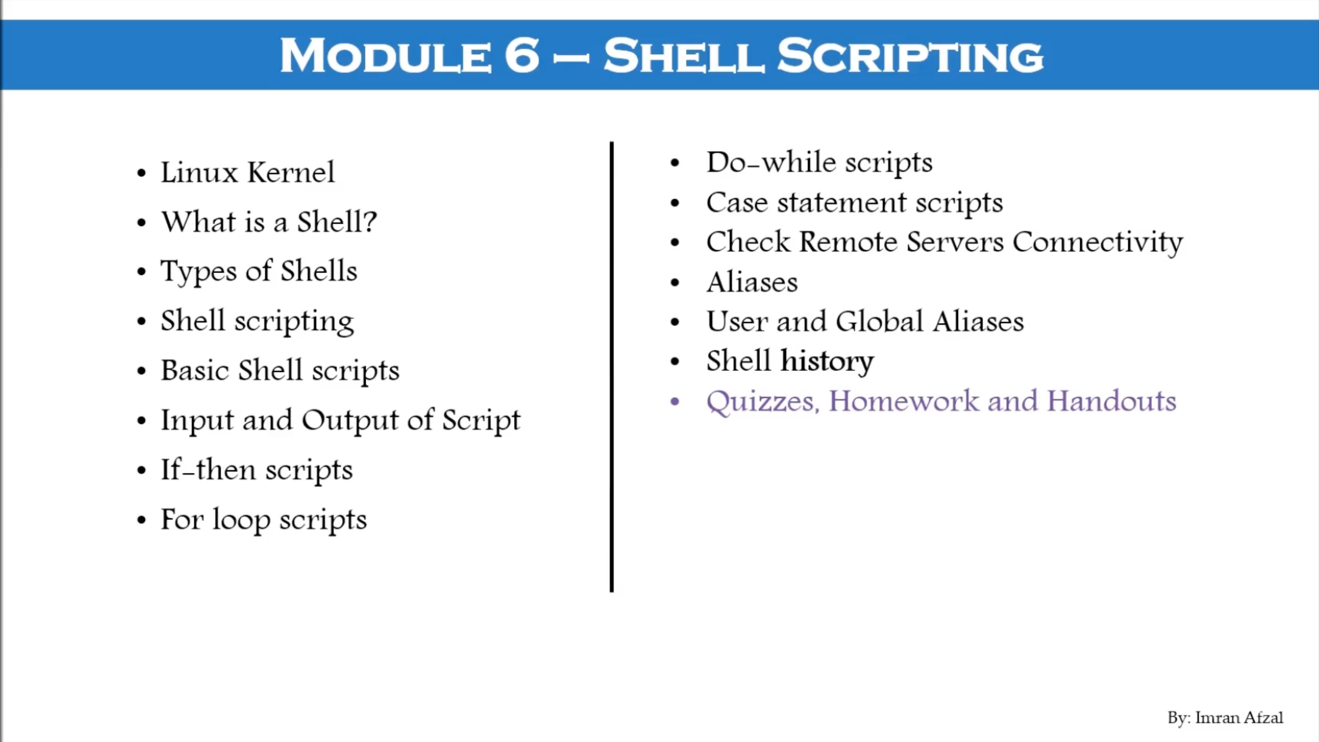 Module 6 – Shell Scripting
• Linux Kernel
• What is a Shell?
• Types of Shells
• Shell scripting
• Basic Shell scripts
• Input and Output of Script
• If-then scripts
• For loop scripts
• Do-while scripts
• Case statement scripts
• Check Remote Servers Connectivity
• Aliases
• User and Global Aliases
• Shell history
• Quizzes, Homework and Handouts
By: Imran Afzal